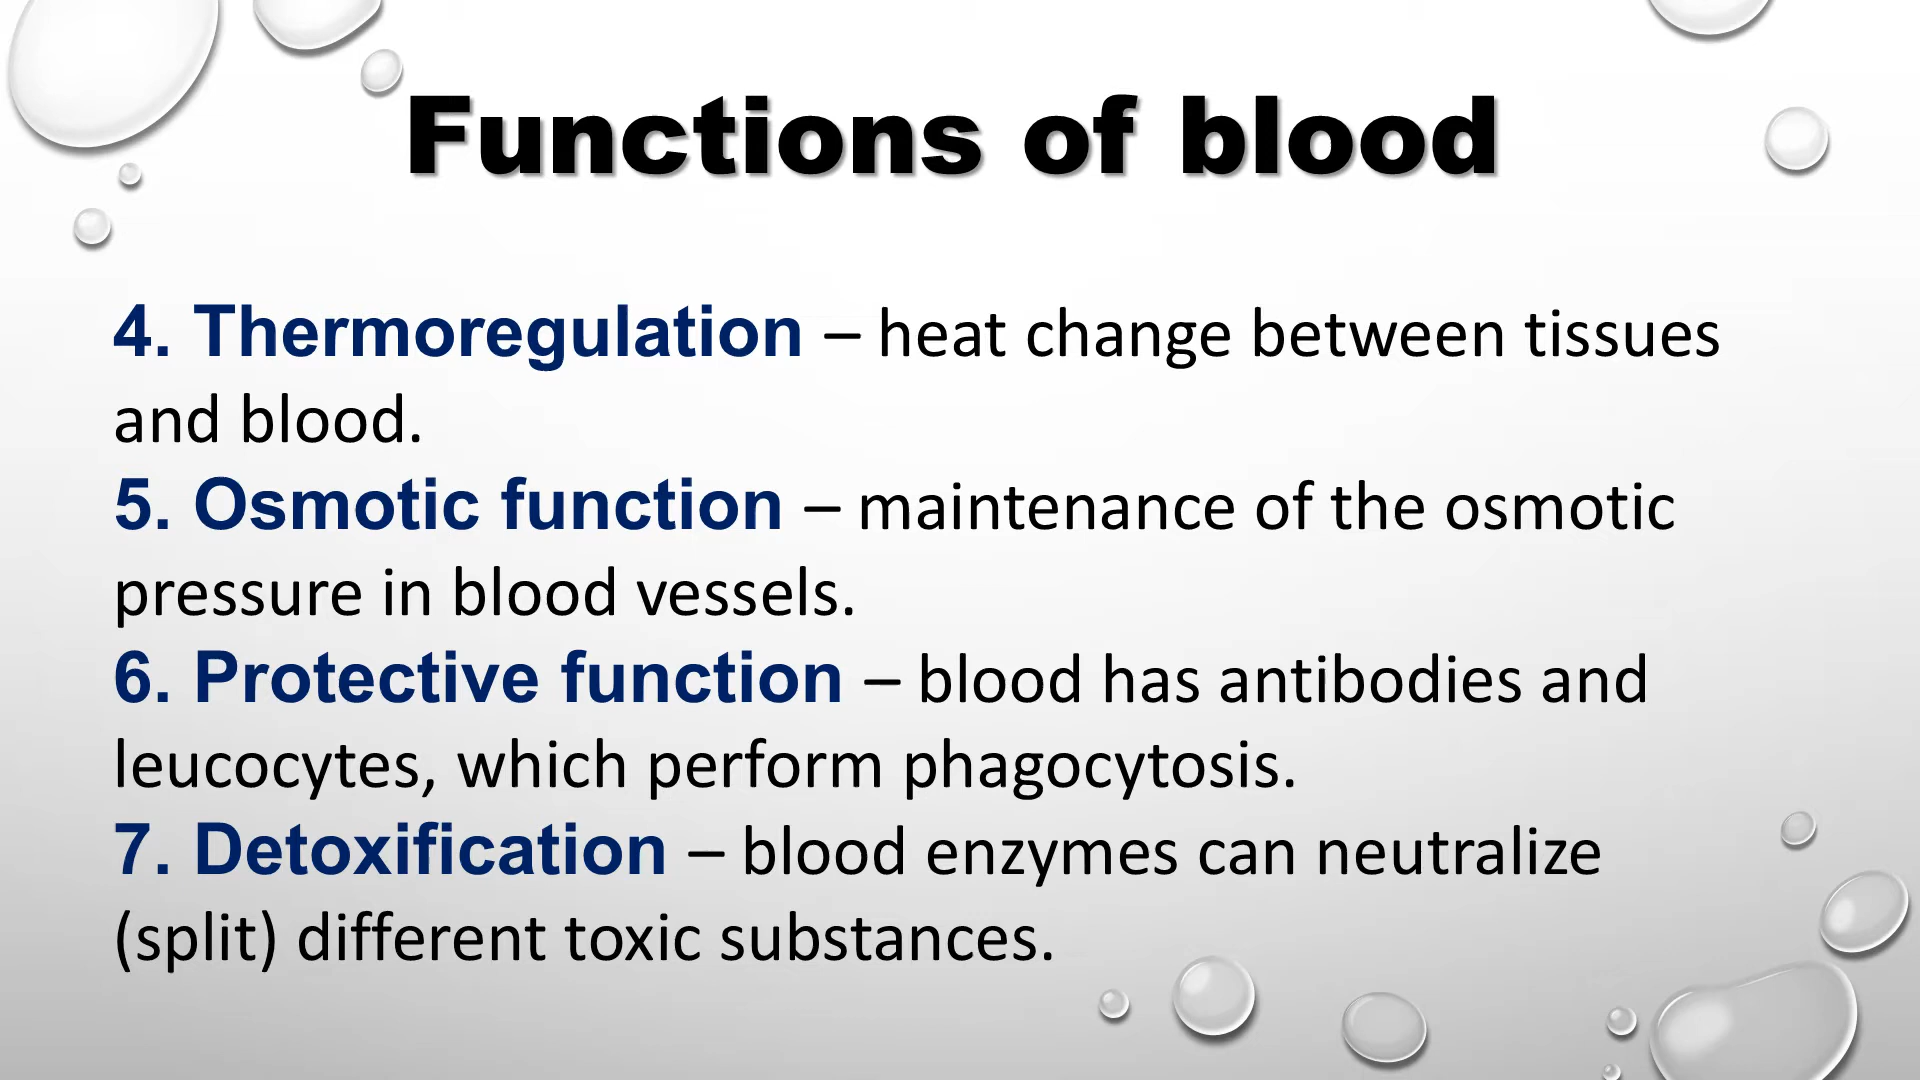 Functions of blood
4. Thermoregulation – heat change between tissues
and blood.
5. Osmotic function – maintenance of the osmotic
pressure in blood vessels.
6. Protective function – blood has antibodies and
leucocytes, which perform phagocytosis.
7. Detoxification – blood enzymes can neutralize
(split) different toxic substances.